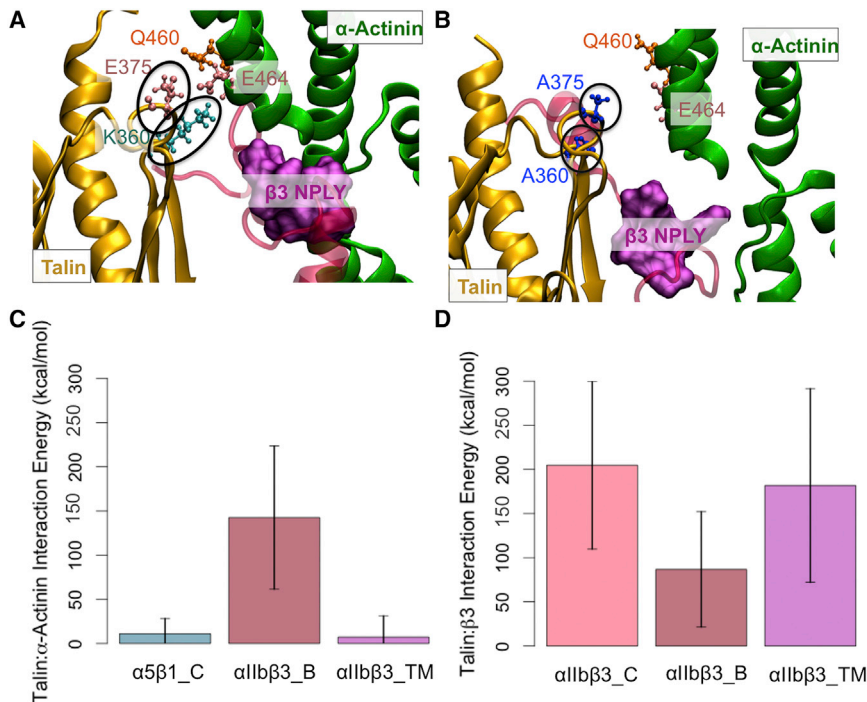 A
Q460
α-Actinin
E375
E464
K360
β3 NPLY
Talin
B
Q460
α-Actinin
A375
E464
A360
β3 NPLY
Talin
C
Talin:α-Actinin Interaction Energy (kcal/mol)
300
250
200
150
100
50
0
α5β1_C
αIIbβ3_B
αIIbβ3_TM
D
Talin:β3 Interaction Energy (kcal/mol)
300
250
200
150
100
50
0
αIIbβ3_C
αIIbβ3_B
αIIbβ3_TM